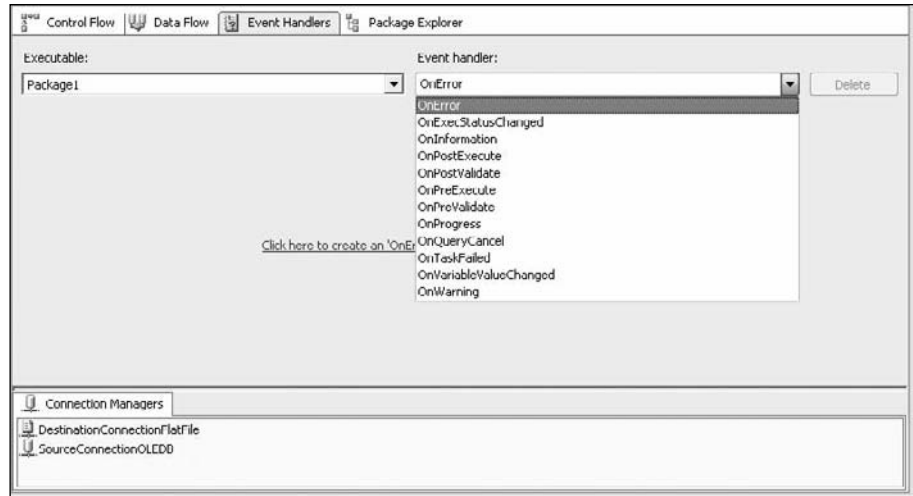 Control Flow Data Flow Event Handlers Package Explorer
Executable: Event handler:
Package1 OnError Delete
OnError
OnExecStatusChanged
OnInformation
OnPostExecute
OnPostValidate
OnPreExecute
OnPreValidate
OnProgress
Click here to create an 'OnEr OnQueryCancel
OnTaskFailed
OnVariableValueChanged
OnWarning
Connection Managers
DestinationConnectionFlatFile
SourceConnectionOLEDB